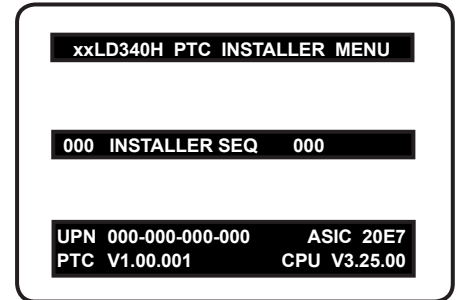 xxLD340H PTC INSTALLER MENU
000 INSTALLER SEQ 000
UPN 000-000-000-000 ASIC 20E7
PTC V1.00.001 CPU V3.25.00